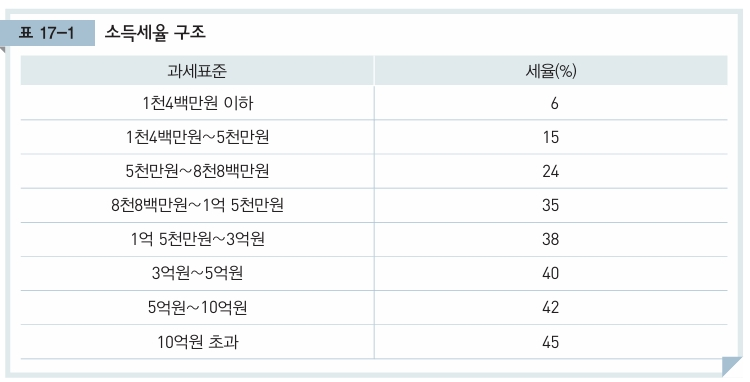 표 17-1 소득세율 구조
과세표준 세율(%)
1천4백만원 이하 6
1천4백만원~5천만원 15
5천만원~8천8백만원 24
8천8백만원~1억 5천만원 35
1억 5천만원~3억원 38
3억원~5억원 40
5억원~10억원 42
10억원 초과 45